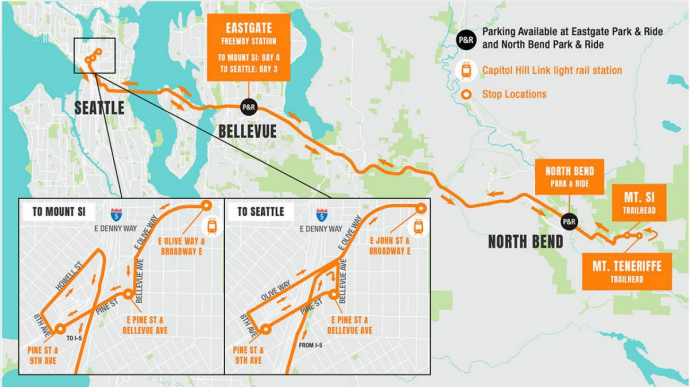 EASTGATE
FREEWAY STATION
TO MOUNT SI: BAY 4
TO SEATTLE: BAY 3
P&R
Parking Available at Eastgate Park & Ride
and North Bend Park & Ride
Capitol Hill Link light rail station
Stop Locations
SEATTLE
P&R
BELLEVUE
NORTH BEND
PARK & RIDE
MT. SI
TRAILHEAD
P&R
NORTH BEND
MT. TENERIFFE
TRAILHEAD
TO MOUNT SI
5
E DENNY WAY
E OLIVE WAY
E OLIVE WAY &
BROADWAY E
HOWELL ST
BELLEVUE AVE
8TH AVE
PINE ST
TO I-5
E PINE ST &
BELLEVUE AVE
PINE ST &
9TH AVE
TO SEATTLE
5
E DENNY WAY
E OLIVE WAY
E JOHN ST &
BROADWAY E
OLIVE WAY
BELLEVUE AVE
8TH AVE
PINE ST
FROM I-5
E PINE ST &
BELLEVUE AVE
PINE ST &
9TH AVE